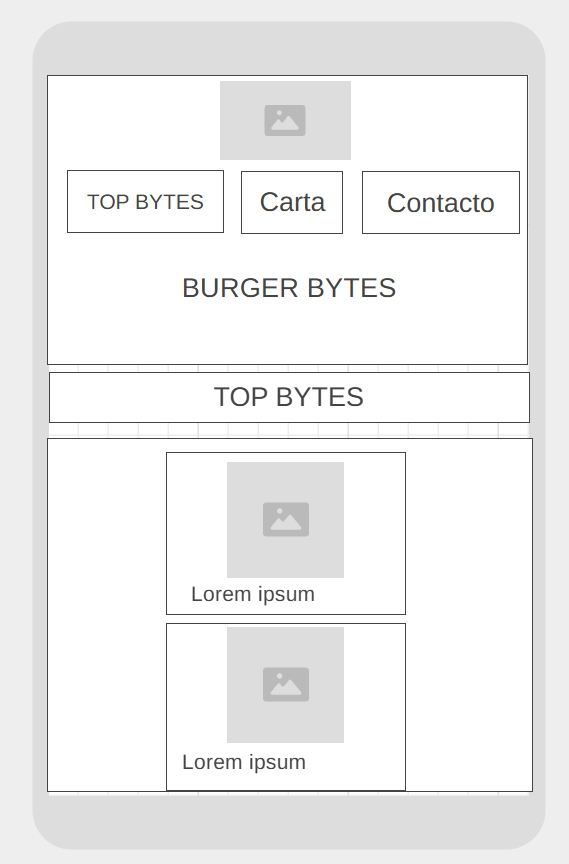 TOP BYTES
Carta
Contacto
BURGER BYTES
TOP BYTES
Lorem ipsum
Lorem ipsum